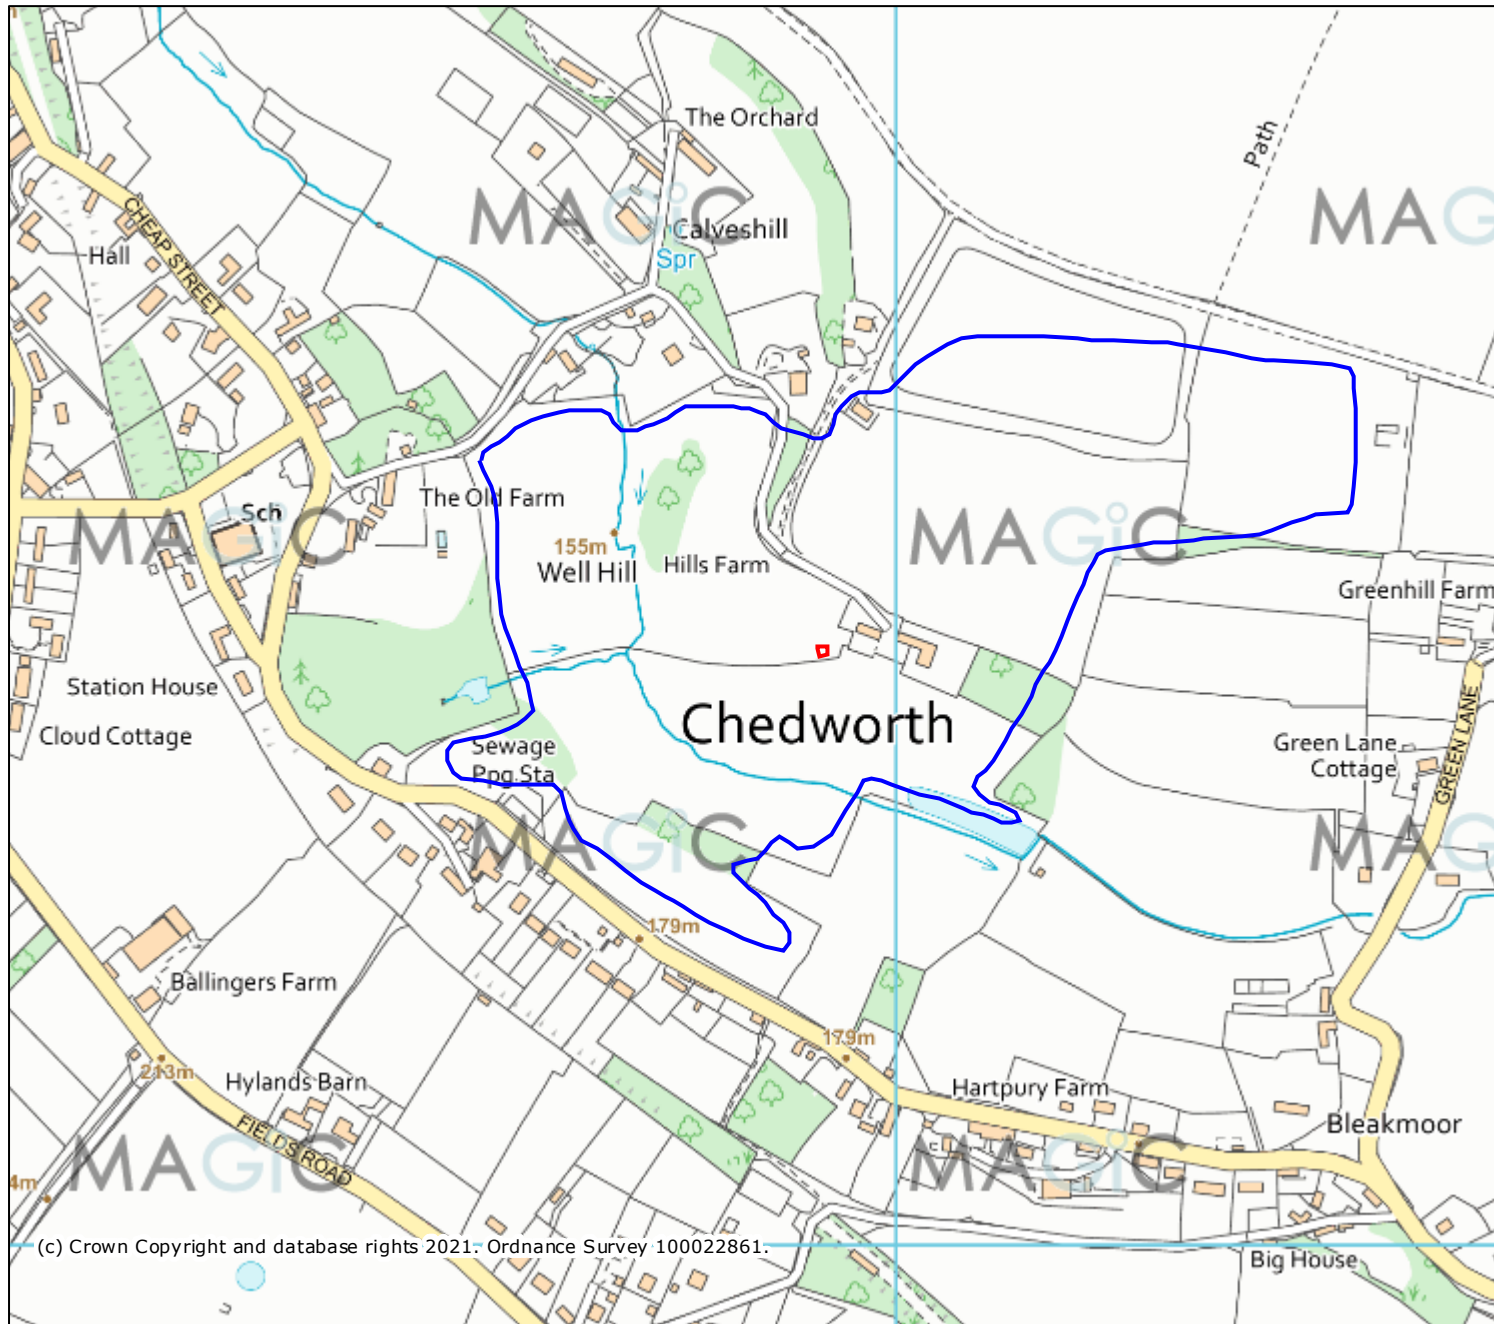 The Orchard
Path
MAGiC
MAG
Calveshill
Spr
CHEAP STREET
Hall
The Old Farm
Sch
MAGiC
MAGiC
155m
Well Hill
Hills Farm
Greenhill Farm
Station House
Cloud Cottage
Chedworth
GREEN LANE
Green Lane
Cottage
Sewage
Ppg Sta
MAGiC
MAG
179m
Ballingers Farm
179m
213m
Hylands Barn
Hartpury Farm
Bleakmoor
FIELDS ROAD
MAGiC
MAGiC
4m
(c) Crown Copyright and database rights 2021. Ordnance Survey 100022861.
Big House